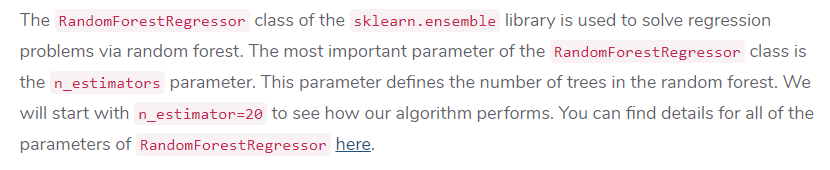 The RandomForestRegressor class of the sklearn.ensemble library is used to solve regression
problems via random forest. The most important parameter of the RandomForestRegressor class is
the n_estimators parameter. This parameter defines the number of trees in the random forest. We
will start with n_estimator=20 to see how our algorithm performs. You can find details for all of the
parameters of RandomForestRegressor here.